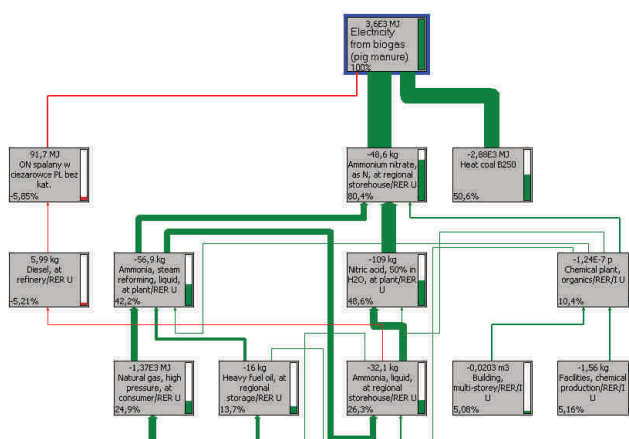 3,6E3 MJ
Electricity
from biogas
(pig manure)
100%
91,7 MJ
ON spalany w
ciezarowce PL bez
kat.
-5,85%
-48,6 kg
Ammonium nitrate,
as N, at regional
storehouse/RER U
80,4%
-2,88E3 MJ
Heat coal B250
50,6%
5,99 kg
Diesel, at
refinery/RER U
-5,21%
-56,9 kg
Ammonia, steam
reforming, liquid,
at plant/RER U
42,2%
-109 kg
Nitric acid, 50% in
H2O, at plant/RER
U
48,6%
-1,24E-7 p
Chemical plant,
organics/RER/I U
10,4%
-1,37E3 MJ
Natural gas, high
pressure, at
consumer/RER U
24,9%
-16 kg
Heavy fuel oil, at
regional
storage/RER U
13,7%
-32,1 kg
Ammonia, liquid,
at regional
storehouse/RER U
26,3%
-0,0203 m3
Building,
multi-storey/RER/I
U
5,08%
-1,56 kg
Facilities, chemical
production/RER/I
U
5,16%